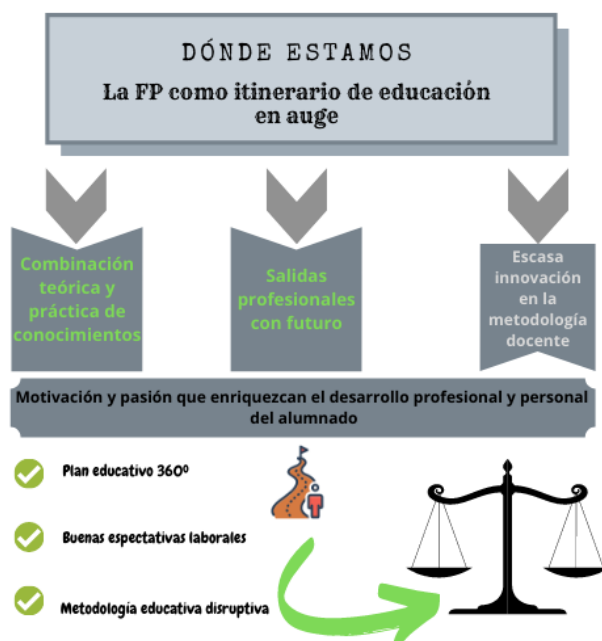 DÓNDE ESTAMOS
La FP como itinerario de educación
en auge
Combinación
teórica y
práctica de
conocimientos
Salidas
profesionales
con futuro
Escasa
innovación
en la
metodología
docente
Motivación y pasión que enriquezcan el desarrollo profesional y personal
del alumnado
Plan educativo 360º
Buenas espectativas laborales
Metodología educativa disruptiva